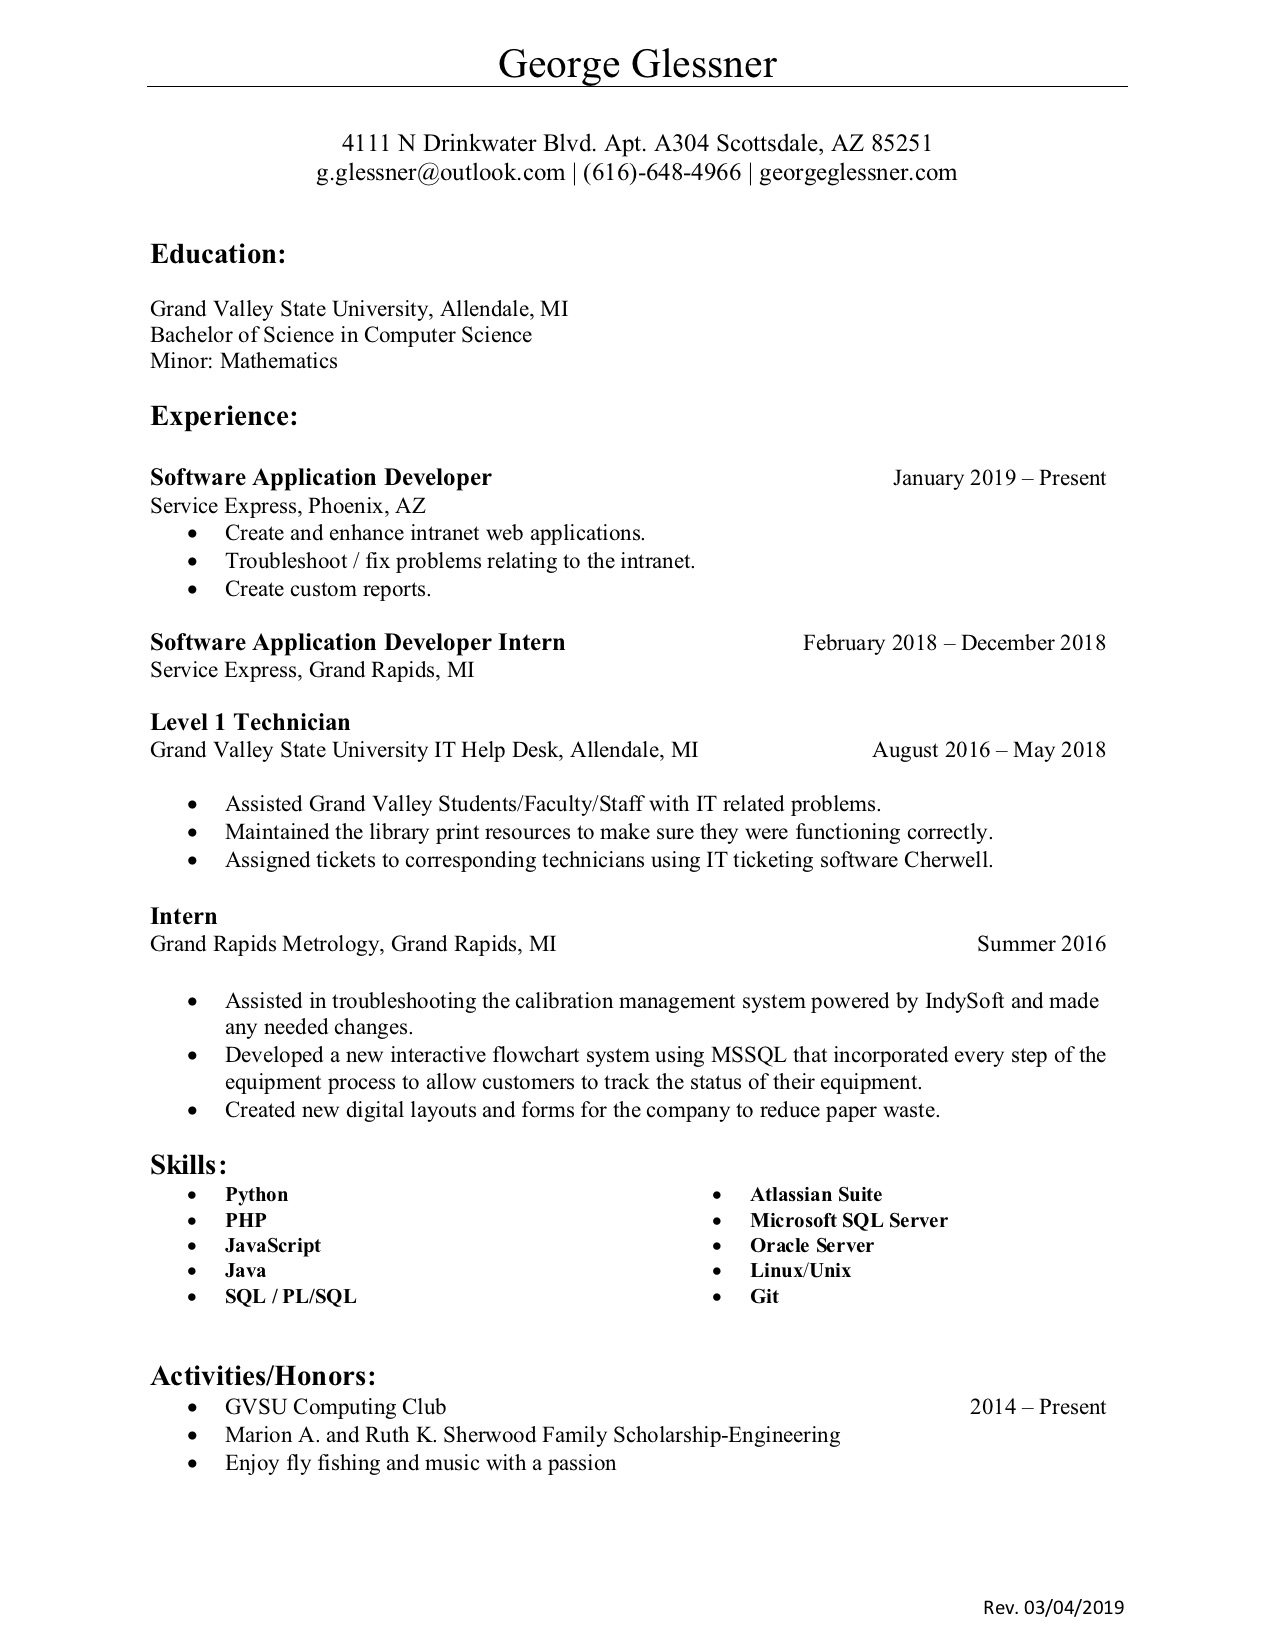 George Glessner
4111 N Drinkwater Blvd. Apt. A304 Scottsdale, AZ 85251
g.glessner@outlook.com | (616)-648-4966 | georgeglessner.com
Education:
Grand Valley State University, Allendale, MI
Bachelor of Science in Computer Science
Minor: Mathematics
Experience:
Software Application Developer January 2019 – Present
Service Express, Phoenix, AZ
• Create and enhance intranet web applications.
• Troubleshoot / fix problems relating to the intranet.
• Create custom reports.
Software Application Developer Intern February 2018 – December 2018
Service Express, Grand Rapids, MI
Level 1 Technician
Grand Valley State University IT Help Desk, Allendale, MI August 2016 – May 2018
• Assisted Grand Valley Students/Faculty/Staff with IT related problems.
• Maintained the library print resources to make sure they were functioning correctly.
• Assigned tickets to corresponding technicians using IT ticketing software Cherwell.
Intern
Grand Rapids Metrology, Grand Rapids, MI Summer 2016
• Assisted in troubleshooting the calibration management system powered by IndySoft and made
any needed changes.
• Developed a new interactive flowchart system using MSSQL that incorporated every step of the
equipment process to allow customers to track the status of their equipment.
• Created new digital layouts and forms for the company to reduce paper waste.
Skills:
• Python
• PHP
• JavaScript
• Java
• SQL / PL/SQL
• Atlassian Suite
• Microsoft SQL Server
• Oracle Server
• Linux/Unix
• Git
Activities/Honors:
• GVSU Computing Club 2014 – Present
• Marion A. and Ruth K. Sherwood Family Scholarship-Engineering
• Enjoy fly fishing and music with a passion
Rev. 03/04/2019